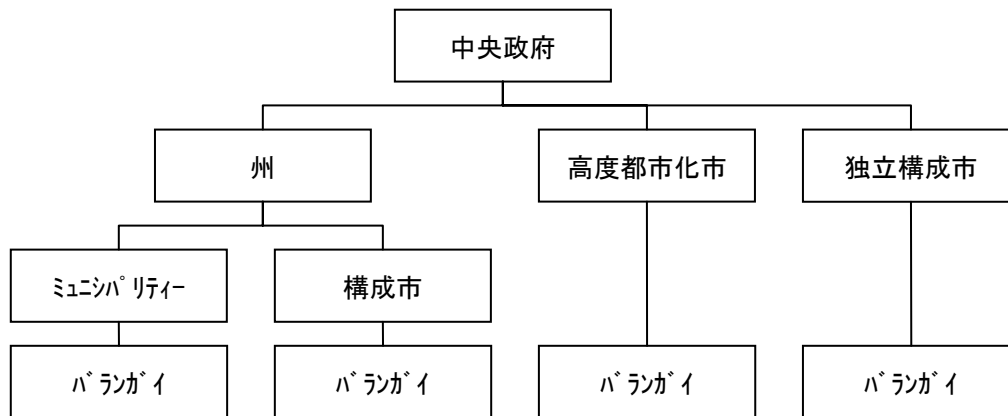 中央政府
州
高度都市化市
独立構成市
ﾐｭﾆｼﾊﾟﾘﾃｨｰ
構成市
ﾊﾞﾗﾝｶﾞｲ
ﾊﾞﾗﾝｶﾞｲ
ﾊﾞﾗﾝｶﾞｲ
ﾊﾞﾗﾝｶﾞｲ